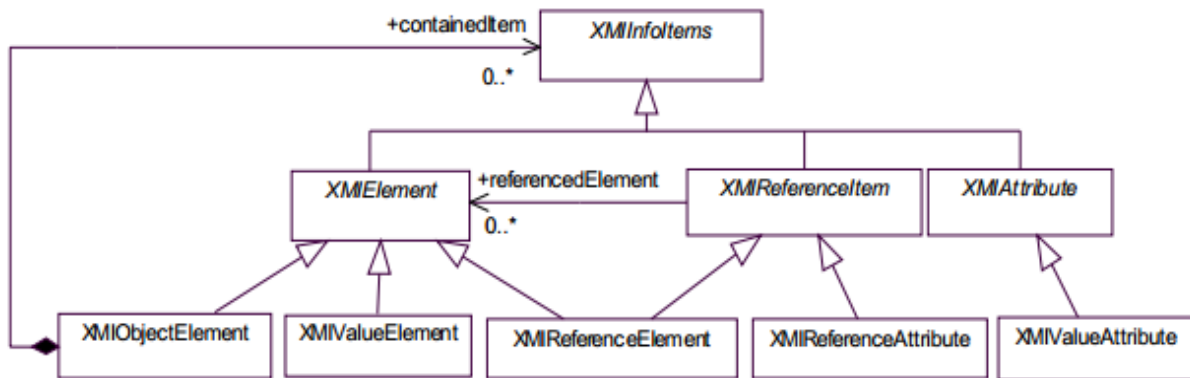 +containedItem
XMIInfoItems
0..*
XMIElement
+referencedElement
XMIReferenceItem
XMIAttribute
0..*
XMIObjectElement
XMIValueElement
XMIReferenceElement
XMIReferenceAttribute
XMIValueAttribute